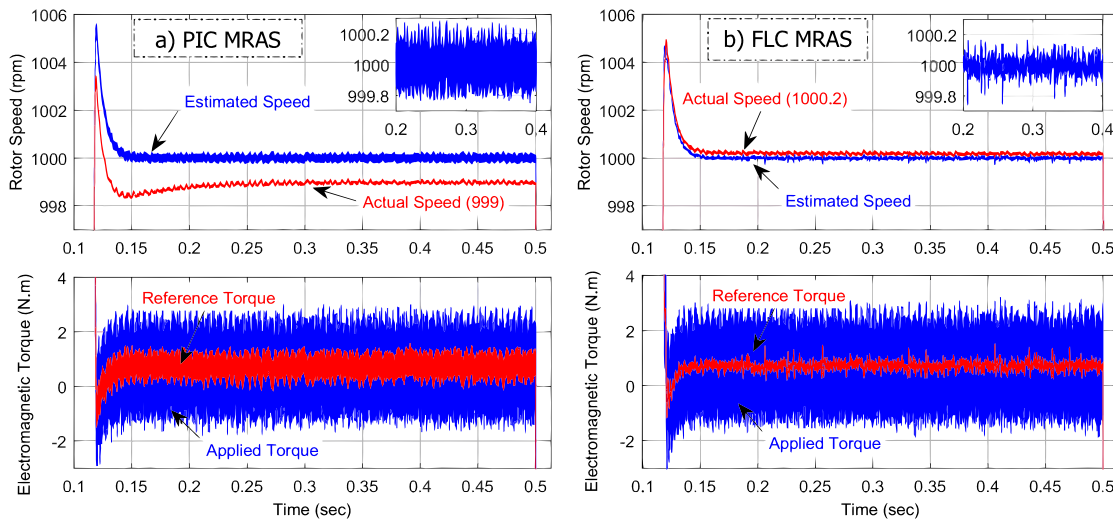 a) PIC MRAS
Rotor Speed (rpm)
1006
1004
1002
1000
998
Estimated Speed
Actual Speed (999)
1000.2
1000
999.8
0.2 0.3 0.4
0.1 0.15 0.2 0.25 0.3 0.35 0.4 0.45 0.5
b) FLC MRAS
Rotor Speed (rpm)
1006
1004
1002
1000
998
Actual Speed (1000.2)
Estimated Speed
1000.2
1000
999.8
0.2 0.3 0.4
0.1 0.15 0.2 0.25 0.3 0.35 0.4 0.45 0.5
Electromagnetic Torque (N.m)
4
2
0
-2
Reference Torque
Applied Torque
0.1 0.15 0.2 0.25 0.3 0.35 0.4 0.45 0.5
Time (sec)
Electromagnetic Torque (N.m)
4
2
0
-2
Reference Torque
Applied Torque
0.1 0.15 0.2 0.25 0.3 0.35 0.4 0.45 0.5
Time (sec)